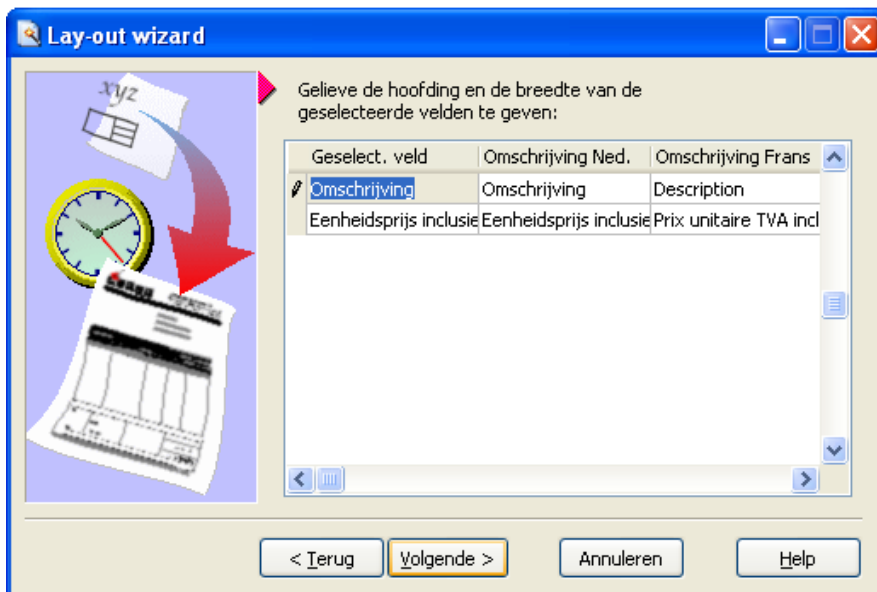 Lay-out wizard
xyz
Gelieve de hoofding en de breedte van de
geselecteerde velden te geven:
Geselect. veld Omschrijving Ned. Omschrijving Frans
Omschrijving Omschrijving Description
Eenheidsprijs inclusie Eenheidsprijs inclusie Prix unitaire TVA incl
< Terug Volgende > Annuleren Help